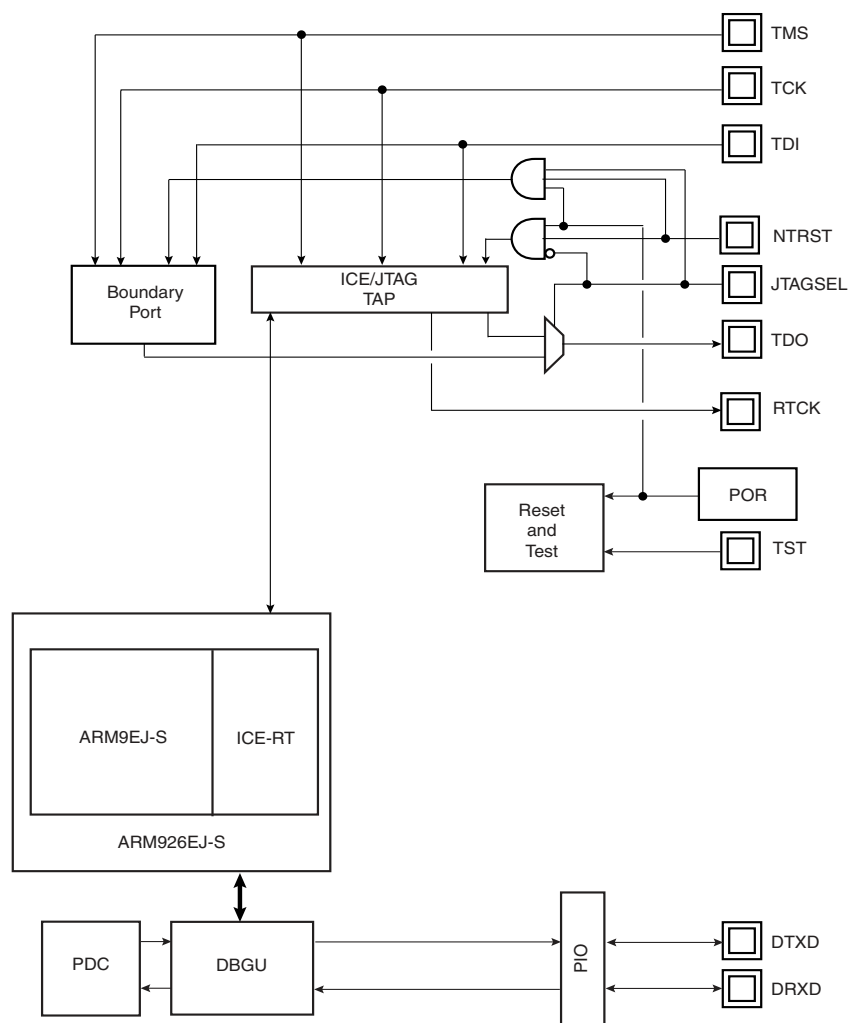 TMS
TCK
TDI
NTRST
Boundary
Port
ICE/JTAG
TAP
JTAGSEL
TDO
RTCK
Reset
and
Test
POR
TST
ARM9EJ-S
ICE-RT
ARM926EJ-S
PDC
DBGU
PIO
DTXD
DRXD